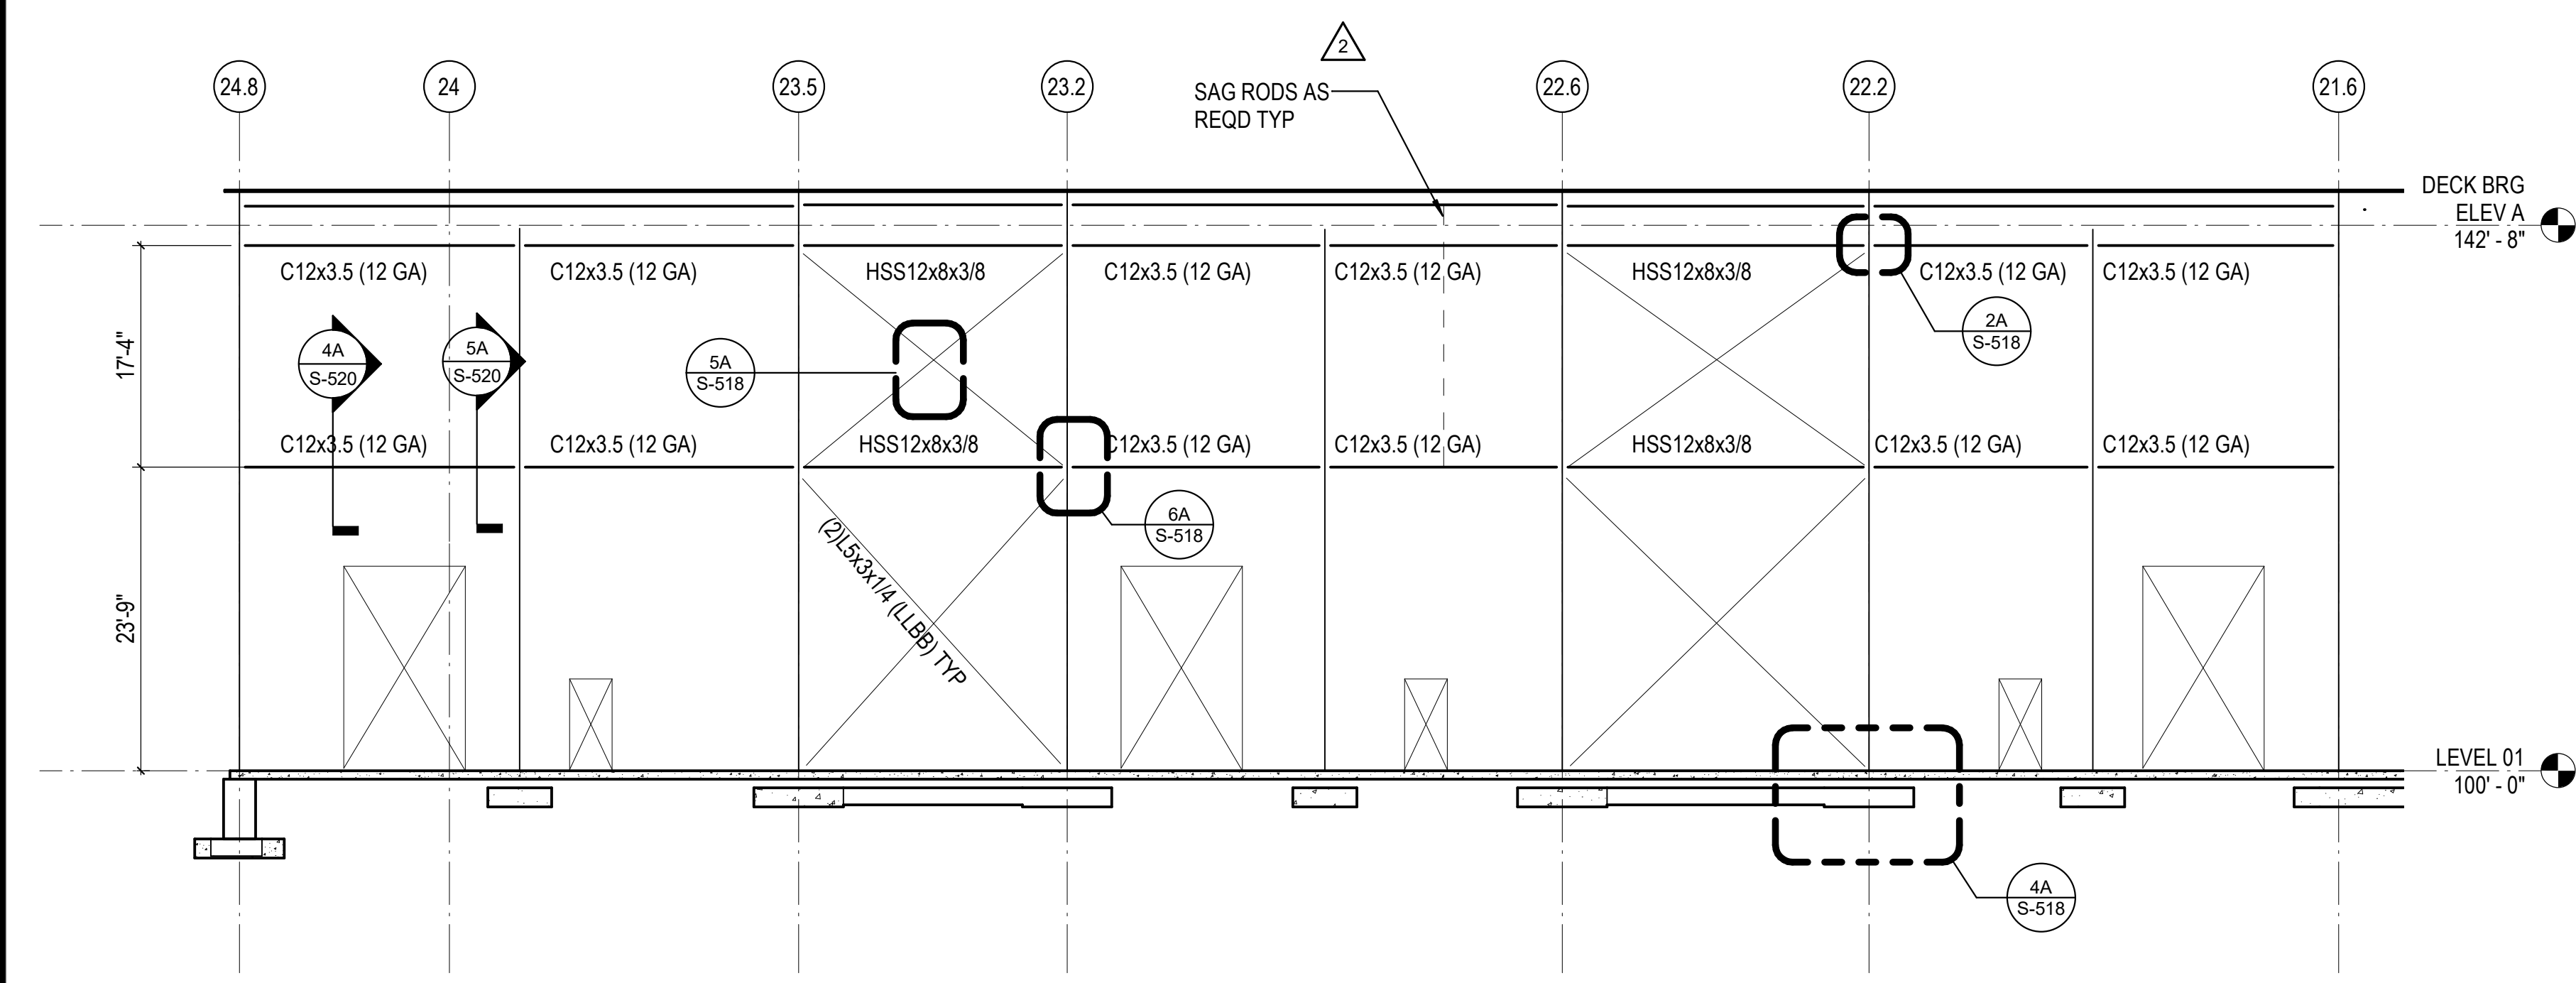 2
24.8
24
23.5
23.2
SAG RODS AS
REQD TYP
22.6
22.2
21.6
DECK BRG
ELEV A
142' - 8"
C12x3.5 (12 GA)
C12x3.5 (12 GA)
HSS12x8x3/8
C12x3.5 (12 GA)
C12x3.5 (12 GA)
HSS12x8x3/8
C12x3.5 (12 GA)
C12x3.5 (12 GA)
17'-4"
4A
S-520
5A
S-520
5A
S-518
2A
S-518
C12x3.5 (12 GA)
C12x3.5 (12 GA)
HSS12x8x3/8
C12x3.5 (12 GA)
C12x3.5 (12 GA)
HSS12x8x3/8
C12x3.5 (12 GA)
C12x3.5 (12 GA)
6A
S-518
23'-9"
(2)L5x3x1/4 (LLBB) TYP
LEVEL 01
100' - 0"
4A
S-518